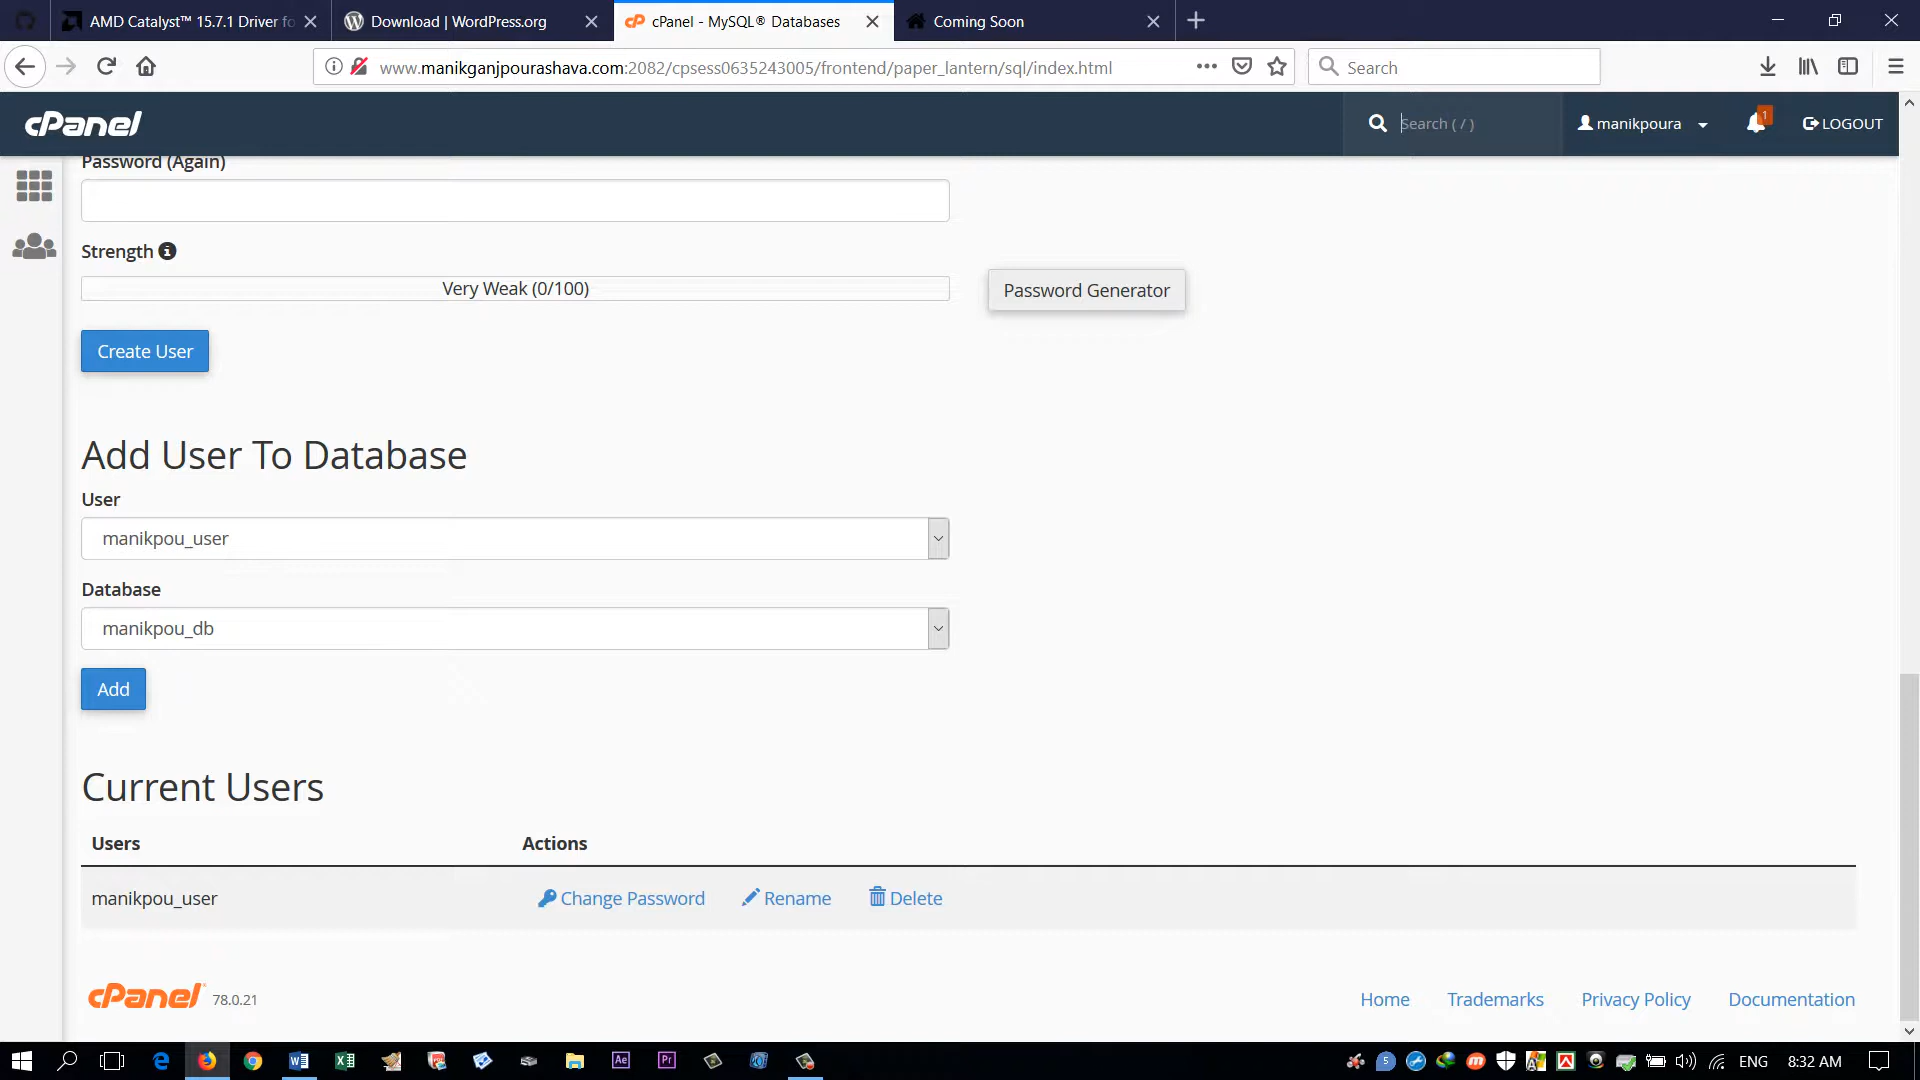 AMD Catalyst™ 15.7.1 Driver fo
Download | WordPress.org
cPanel - MySQL® Databases
Coming Soon
www.manikganjpourashava.com:2082/cpsess0635243005/frontend/paper_lantern/sql/index.html
Search
cPanel
Search ( / )
manikpoura
1
LOGOUT
Password (Again)
Strength
Very Weak (0/100)
Password Generator
Create User
Add User To Database
User
manikpou_user
Database
manikpou_db
Add
Current Users
Users
Actions
manikpou_user
Change Password
Rename
Delete
cPanel 78.0.21
Home
Trademarks
Privacy Policy
Documentation
ENG
8:32 AM